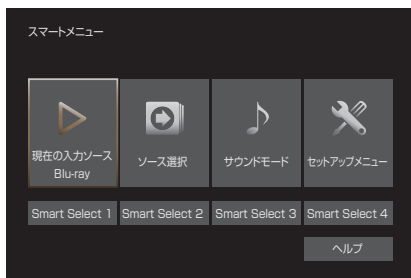 スマートメニュー
現在の入力ソース
Blu-ray
ソース選択
サウンドモード
セットアップメニュー
Smart Select 1
Smart Select 2
Smart Select 3
Smart Select 4
ヘルプ